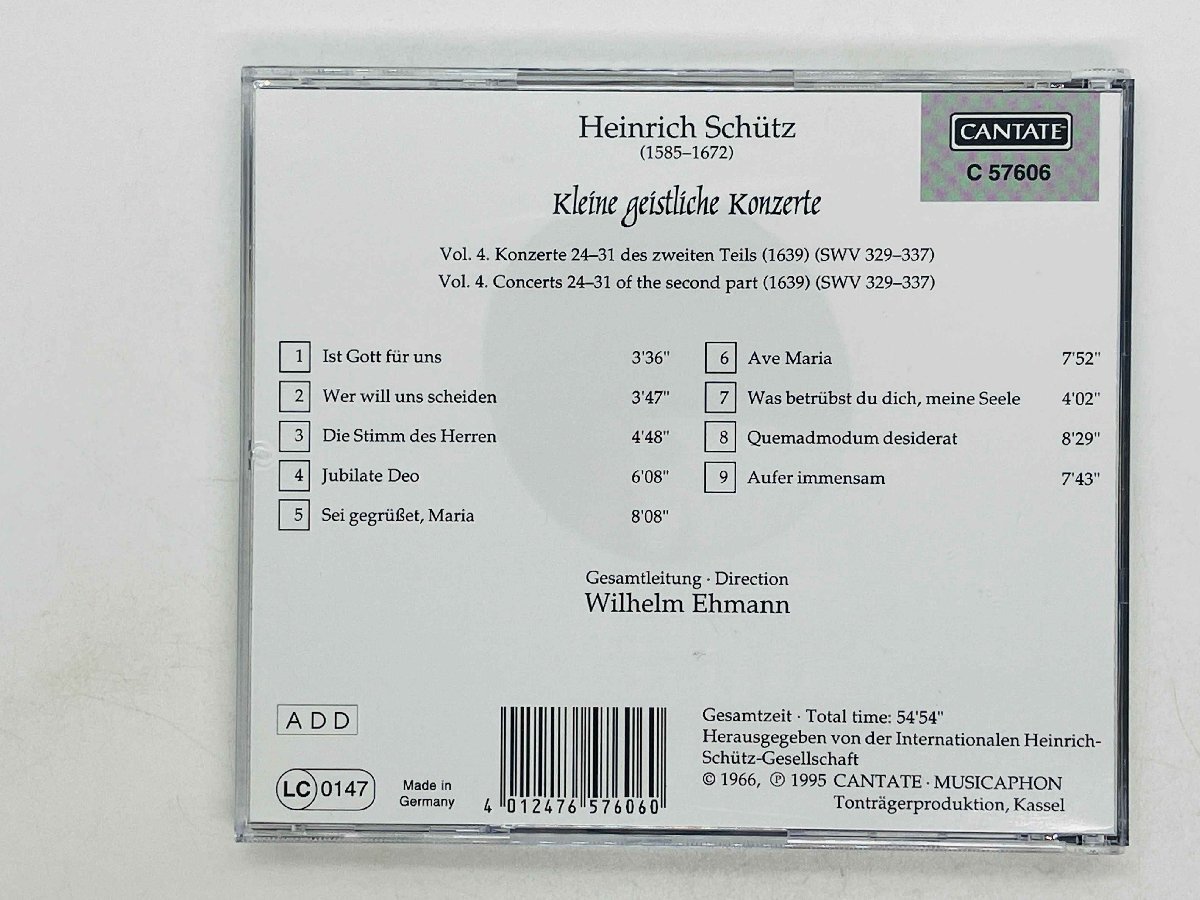 Heinrich Schütz
(1585–1672)
CANTATE
C 57606
Kleine geistliche Konzerte
Vol. 4. Konzerte 24–31 des zweiten Teils (1639) (SWV 329–337)
Vol. 4. Concerts 24–31 of the second part (1639) (SWV 329–337)
1 Ist Gott für uns 3'36"
2 Wer will uns scheiden 3'47"
3 Die Stimm des Herren 4'48"
4 Jubilate Deo 6'08"
5 Sei gegrüßet, Maria 8'08"
6 Ave Maria 7'52"
7 Was betrübst du dich, meine Seele 4'02"
8 Quemadmodum desiderat 8'29"
9 Aufer immensam 7'43"
Gesamtleitung · Direction
Wilhelm Ehmann
ADD
LC 0147
Made in
Germany
4 012476 576060
Gesamtzeit · Total time: 54'54"
Herausgegeben von der Internationalen Heinrich-
Schütz-Gesellschaft
© 1966, ℗ 1995 CANTATE · MUSICAPHON
Tonträgerproduktion, Kassel